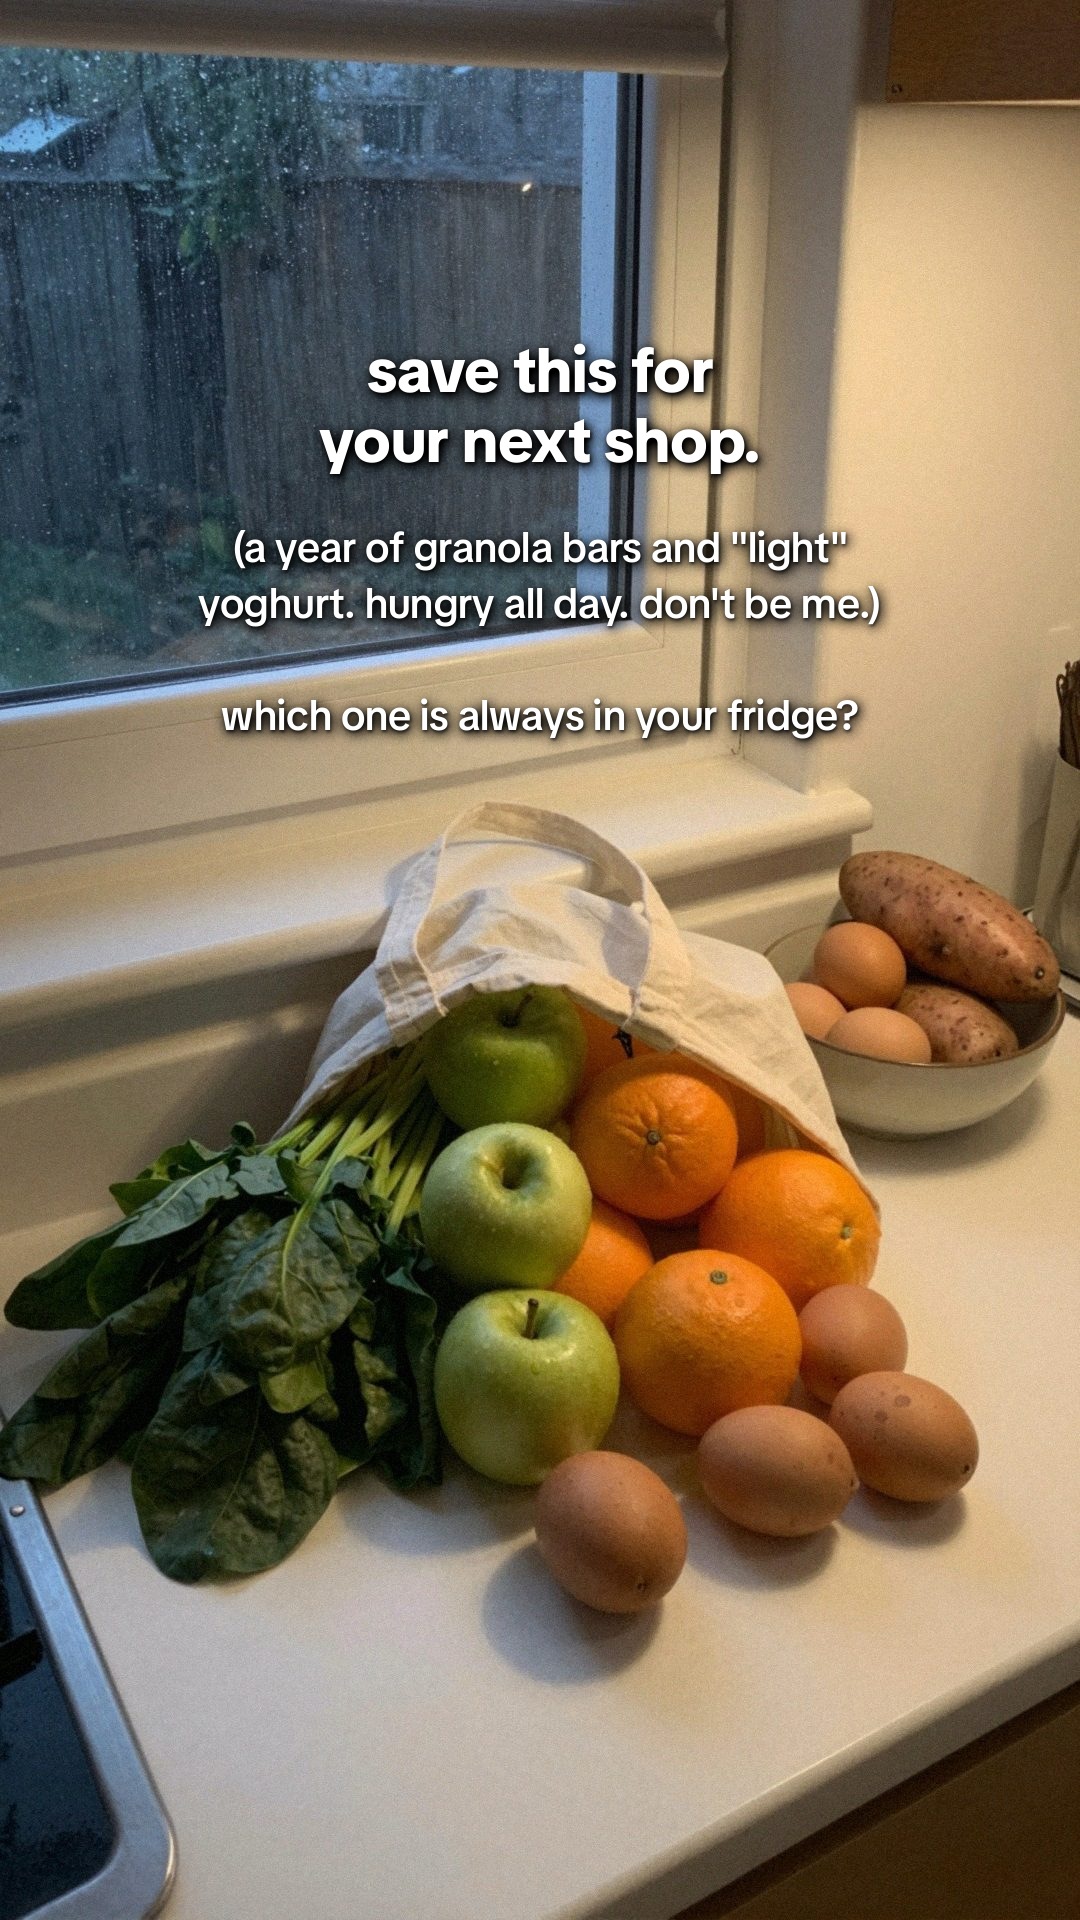 save this for
your next shop.
(a year of granola bars and "light"
yoghurt. hungry all day. don't be me.)
which one is always in your fridge?